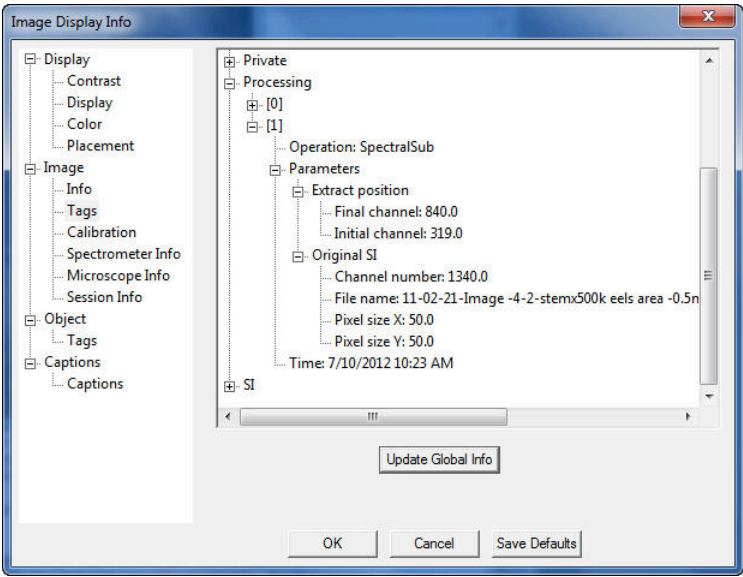 Image Display Info
Display
Contrast
Display
Color
Placement
Image
Info
Tags
Calibration
Spectrometer Info
Microscope Info
Session Info
Object
Tags
Captions
Captions
Private
Processing
[0]
[1]
Operation: SpectralSub
Parameters
Extract position
Final channel: 840.0
Initial channel: 319.0
Original SI
Channel number: 1340.0
File name: 11-02-21-Image -4-2-stemx500k eels area -0.5n
Pixel size X: 50.0
Pixel size Y: 50.0
Time: 7/10/2012 10:23 AM
SI
Update Global Info
OK Cancel Save Defaults